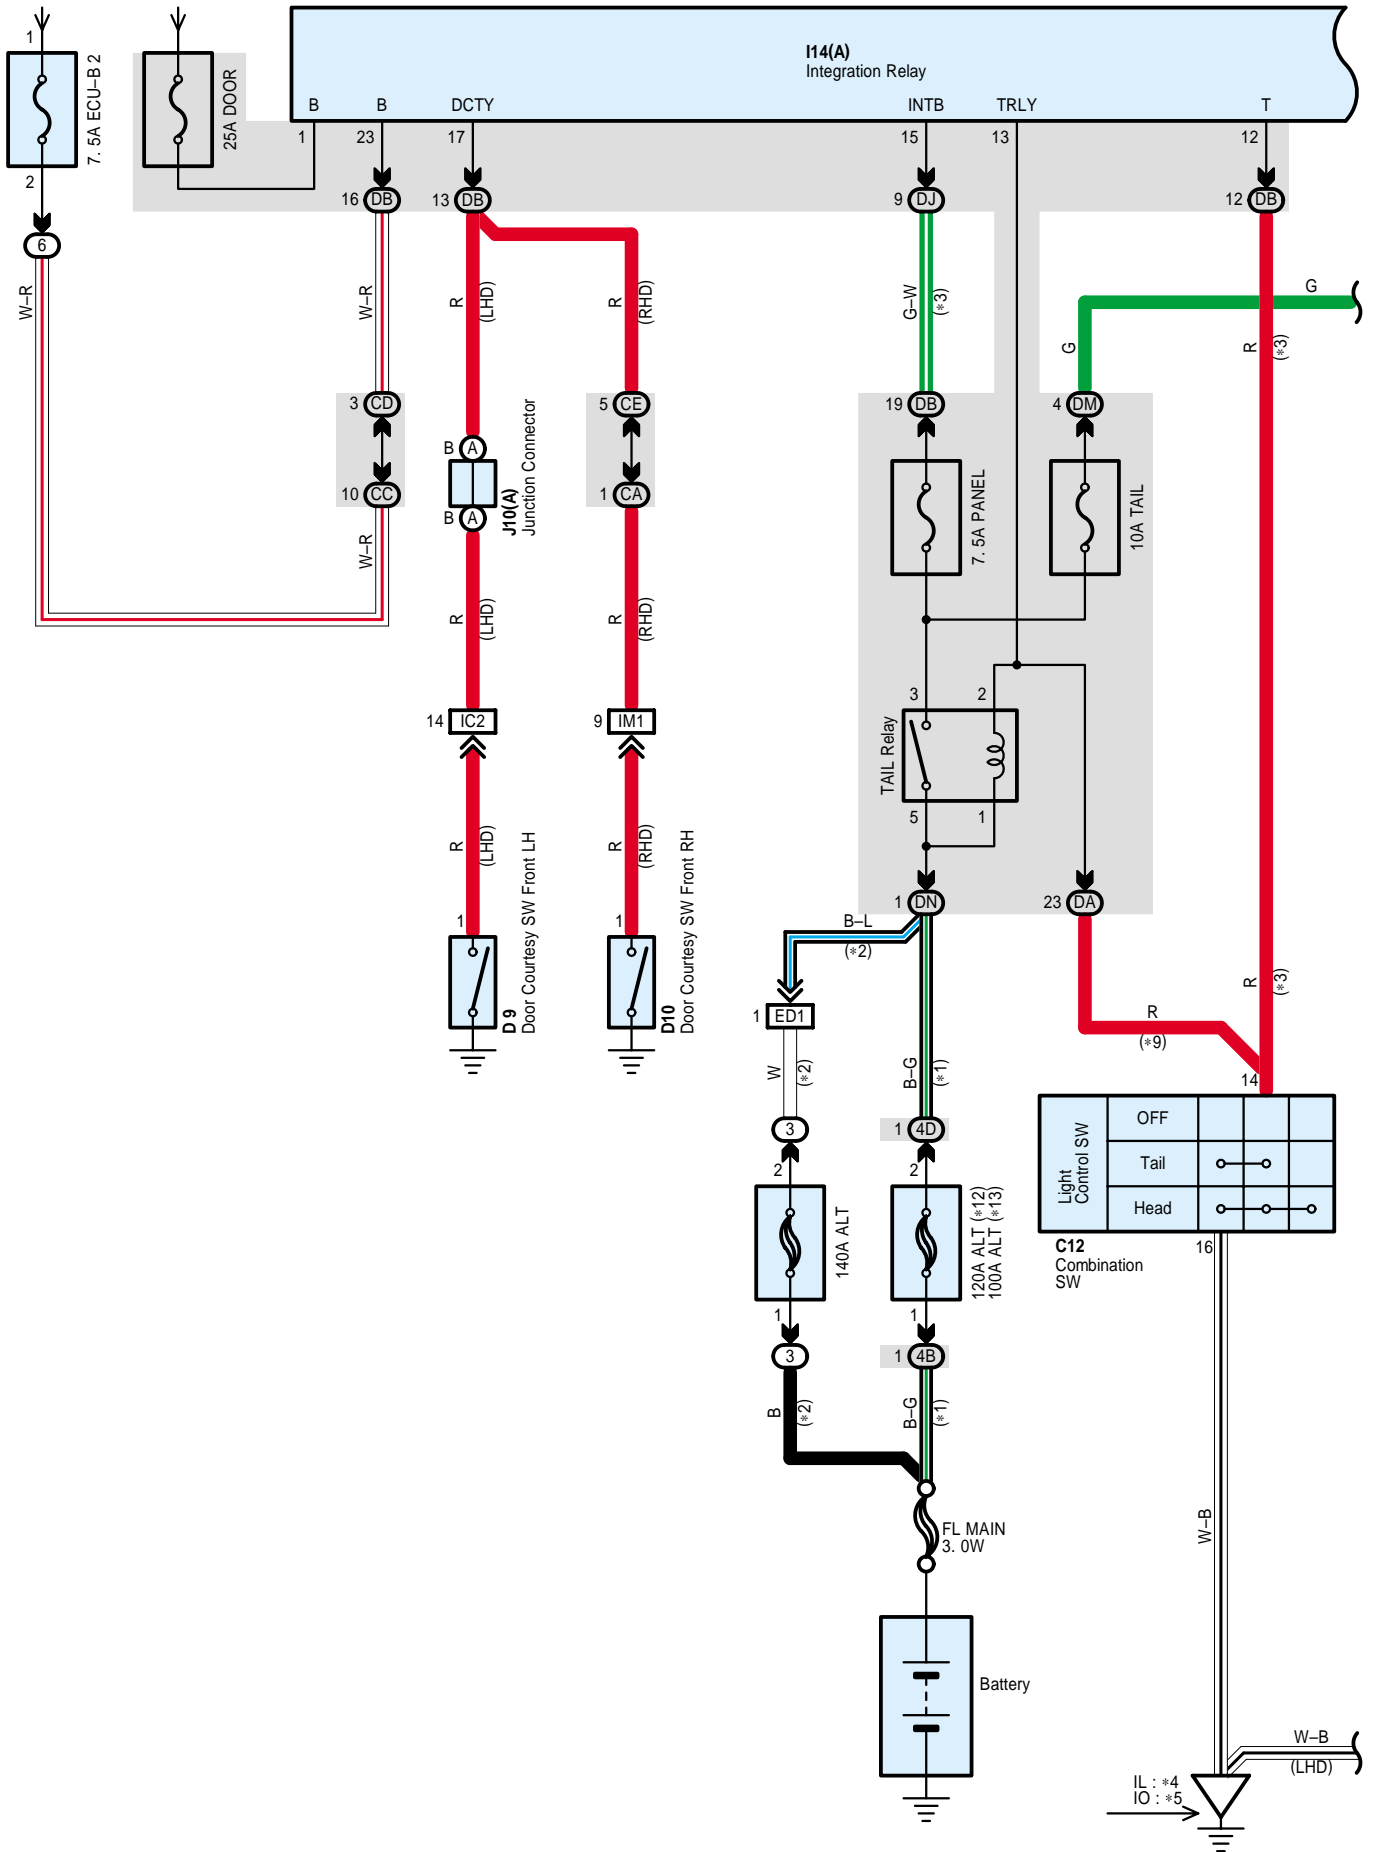 I14(A)
Integration Relay
B
B
DCTY
INTB
TRLY
T
1
7. 5A ECU–B 2
25A DOOR
1
23
17
15
13
12
2
16 DB
13 DB
9 DJ
12 DB
6
W–R
W–R
R
(LHD)
R
(RHD)
G–W
(∗3)
G
G
R
(∗3)
3 CD
5 CE
19 DB
4 DM
B A
J10(A)
Junction Connector
10 CC
1 CA
B A
7. 5A PANEL
10A TAIL
W–R
R
(LHD)
R
(RHD)
14 IC2
9 IM1
3
2
TAIL Relay
5
1
R
(LHD)
R
(RHD)
1
1
D 9
Door Courtesy SW Front LH
D10
Door Courtesy SW Front RH
1 DN
23 DA
B–L
(∗2)
1 ED1
R
(∗3)
R
(∗9)
W
(∗2)
B–G
(∗1)
14
3
1 4D
2
2
Light
Control SW
OFF
Tail
Head
140A ALT
120A ALT (∗12)
100A ALT (∗13)
C12
Combination
SW
16
1
1
3
1 4B
B
(∗2)
B–G
(∗1)
FL MAIN
3. 0W
W–B
Battery
W–B
(LHD)
IL : ∗4
IO : ∗5